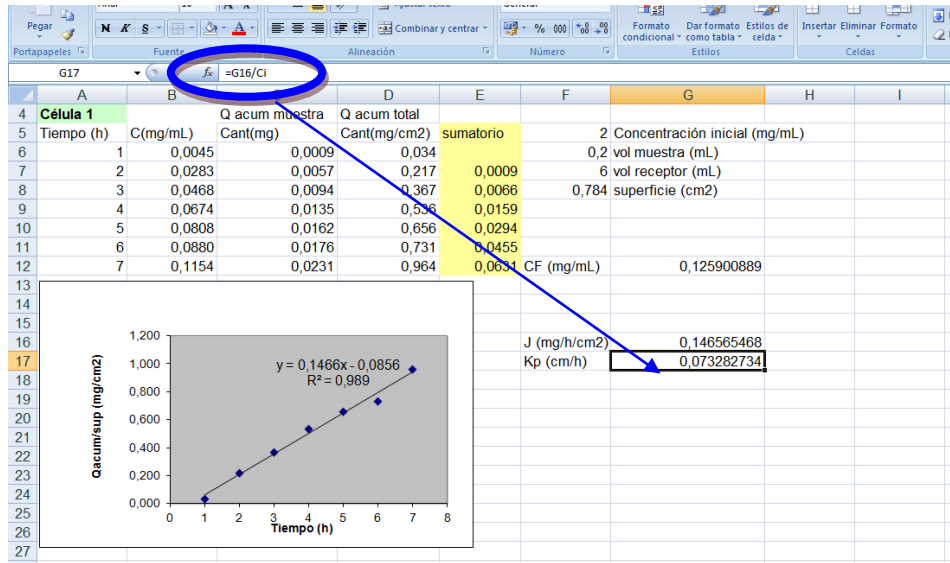 Pegar
N K S
A
Combinar y centrar
% 000
General
Formato condicional
Dar formato como tabla
Estilos de celda
Insertar Eliminar Formato
Portapapeles Fuente Alineación Número Estilos Celdas
G17 fx =G16/Ci
A B D E F G H I
4 Célula 1 Q acum muestra Q acum total
5 Tiempo (h) C(mg/mL) Cant(mg) Cant(mg/cm2) sumatorio 2 Concentración inicial (mg/mL)
6 1 0,0045 0,0009 0,034 0,2 vol muestra (mL)
7 2 0,0283 0,0057 0,217 0,0009 6 vol receptor (mL)
8 3 0,0468 0,0094 0,367 0,0066 0,784 superficie (cm2)
9 4 0,0674 0,0135 0,536 0,0159
10 5 0,0808 0,0162 0,656 0,0294
11 6 0,0880 0,0176 0,731 0,0455
12 7 0,1154 0,0231 0,964 0,0631 CF (mg/mL) 0,125900889
13
14
15
16 J (mg/h/cm2) 0,146565468
17 Kp (cm/h) 0,073282734
18
19
20
21
22
23
24
25
26
27
Qacum/sup (mg/cm2)
1,200
1,000
0,800
0,600
0,400
0,200
0,000
y = 0,1466x - 0,0856
R² = 0,989
0 1 2 3 4 5 6 7 8
Tiempo (h)